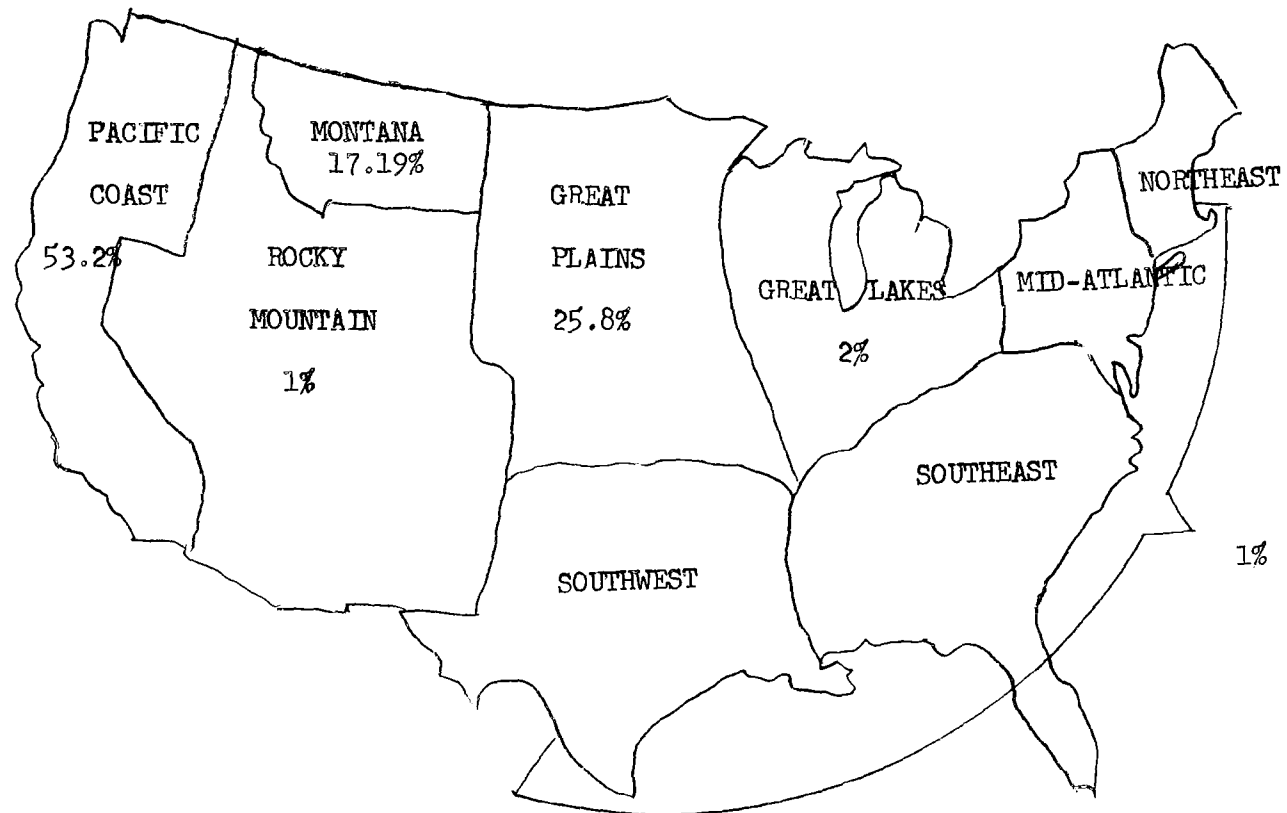 PACIFIC
COAST
53.2%
MONTANA
17.19%
ROCKY
MOUNTAIN
1%
GREAT
PLAINS
25.8%
GREAT LAKES
2%
NORTHEAST
MID-ATLANTIC
SOUTHEAST
SOUTHWEST
1%